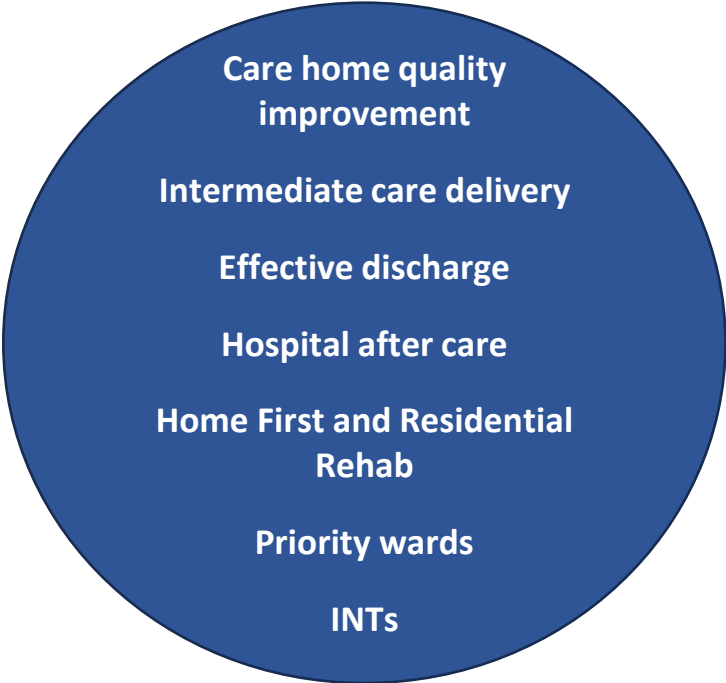 Care home quality
improvement
Intermediate care delivery
Effective discharge
Hospital after care
Home First and Residential
Rehab
Priority wards
INTs